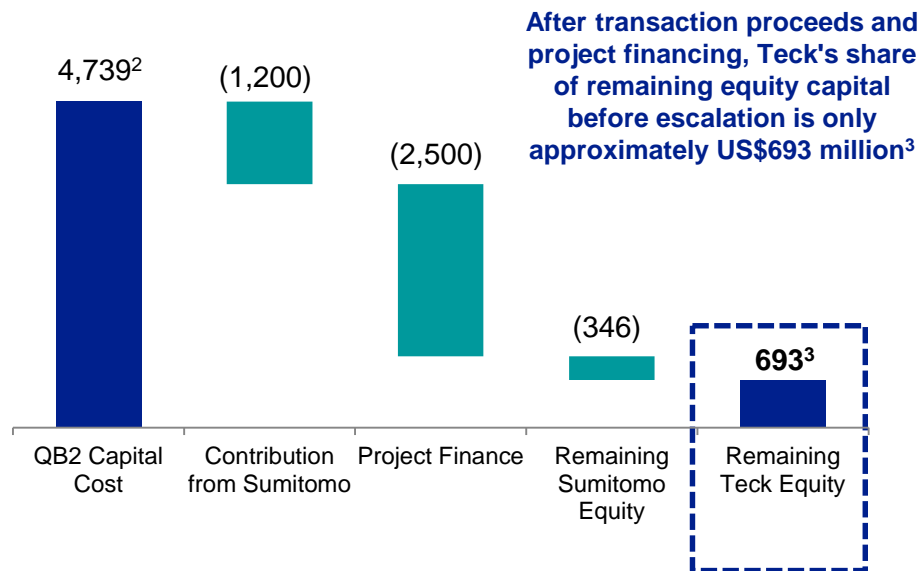 After transaction proceeds and
project financing, Teck's share
of remaining equity capital
before escalation is only
approximately US$693 million³
4,739²
(1,200)
(2,500)
(346)
693³
QB2 Capital
Cost
Contribution
from Sumitomo
Project Finance
Remaining
Sumitomo
Equity
Remaining
Teck Equity